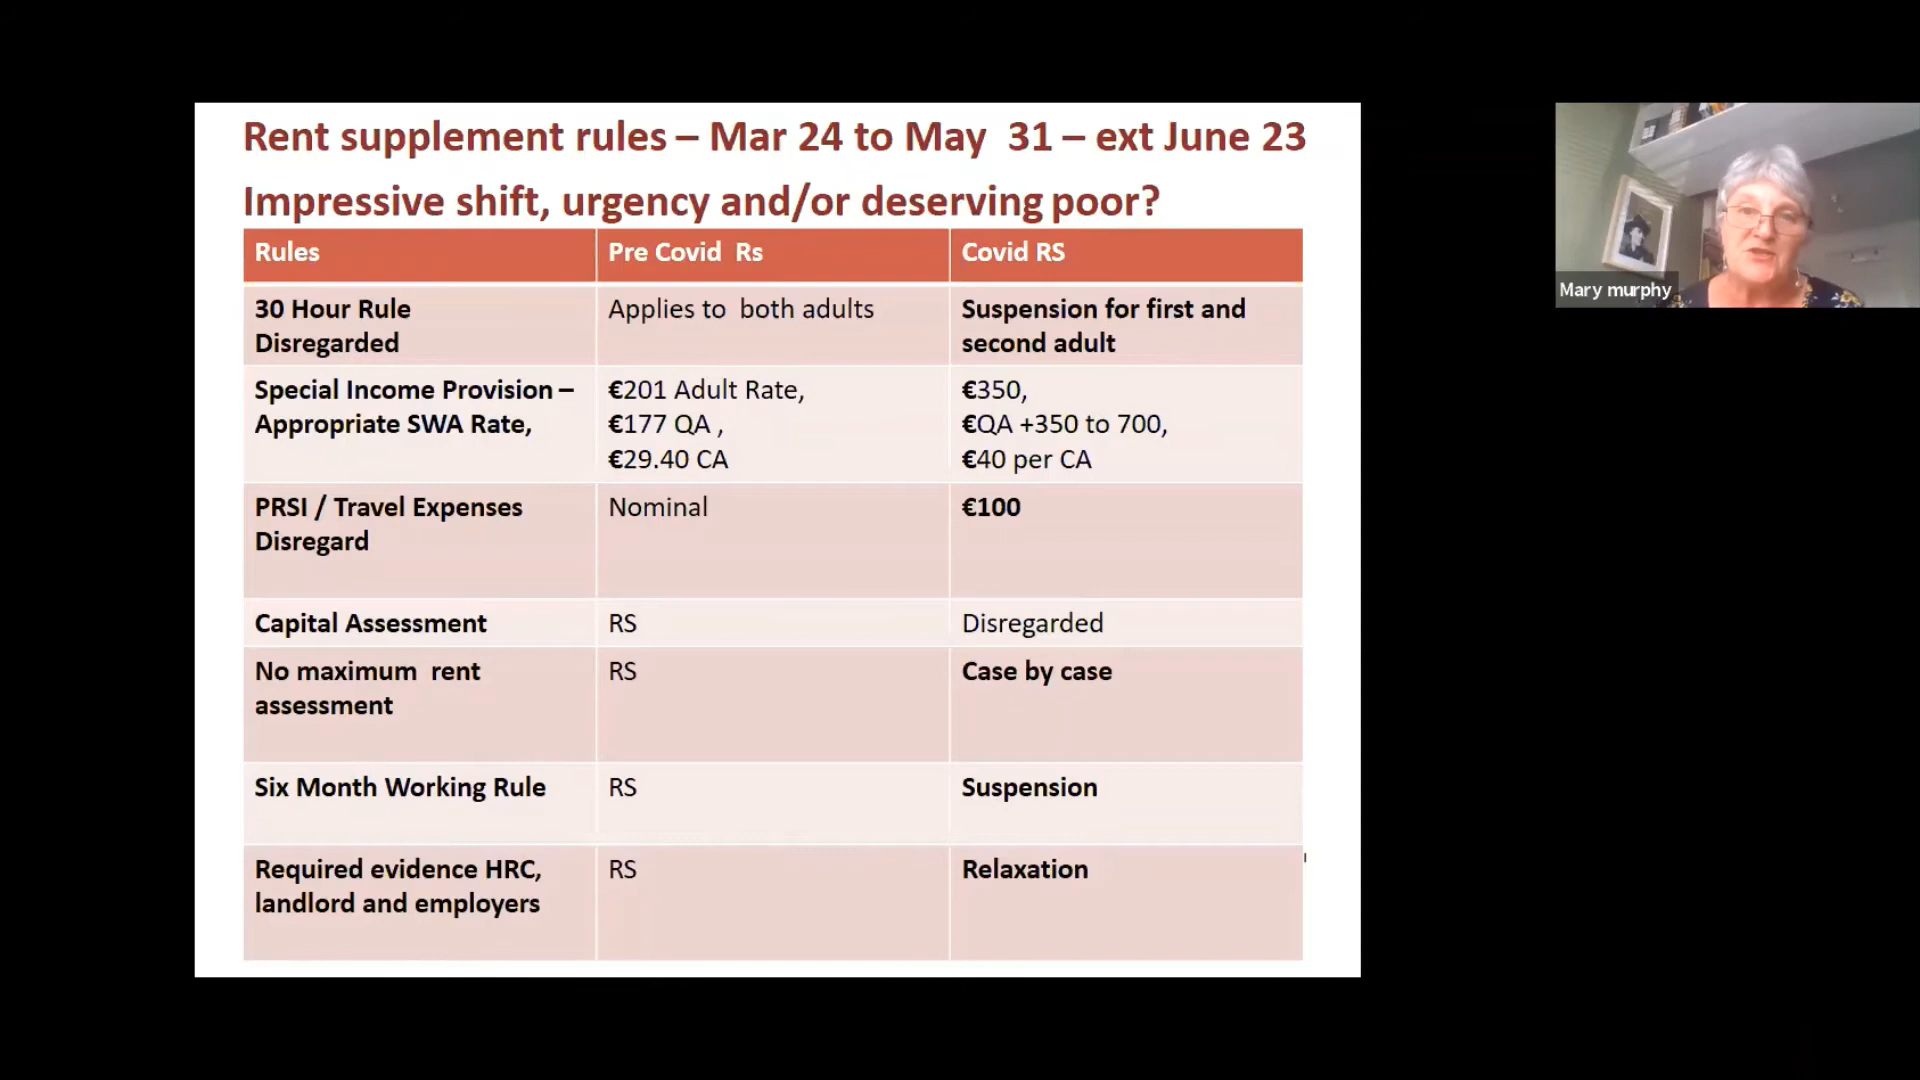 Rent supplement rules – Mar 24 to May 31 – ext June 23
Impressive shift, urgency and/or deserving poor?
Rules
Pre Covid Rs
Covid RS
30 Hour Rule
Disregarded
Applies to both adults
Suspension for first and
second adult
Special Income Provision –
Appropriate SWA Rate,
€201 Adult Rate,
€177 QA ,
€29.40 CA
€350,
€QA +350 to 700,
€40 per CA
PRSI / Travel Expenses
Disregard
Nominal
€100
Capital Assessment
RS
Disregarded
No maximum rent
assessment
RS
Case by case
Six Month Working Rule
RS
Suspension
Required evidence HRC,
landlord and employers
RS
Relaxation
Mary murphy